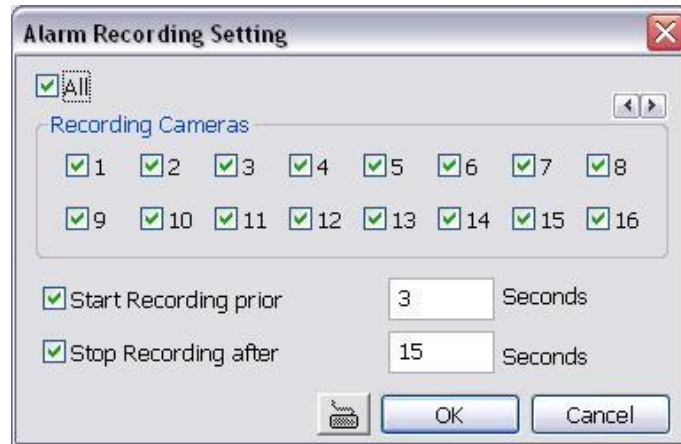 Alarm Recording Setting
All
Recording Cameras
1 2 3 4 5 6 7 8
9 10 11 12 13 14 15 16
Start Recording prior 3 Seconds
Stop Recording after 15 Seconds
OK Cancel